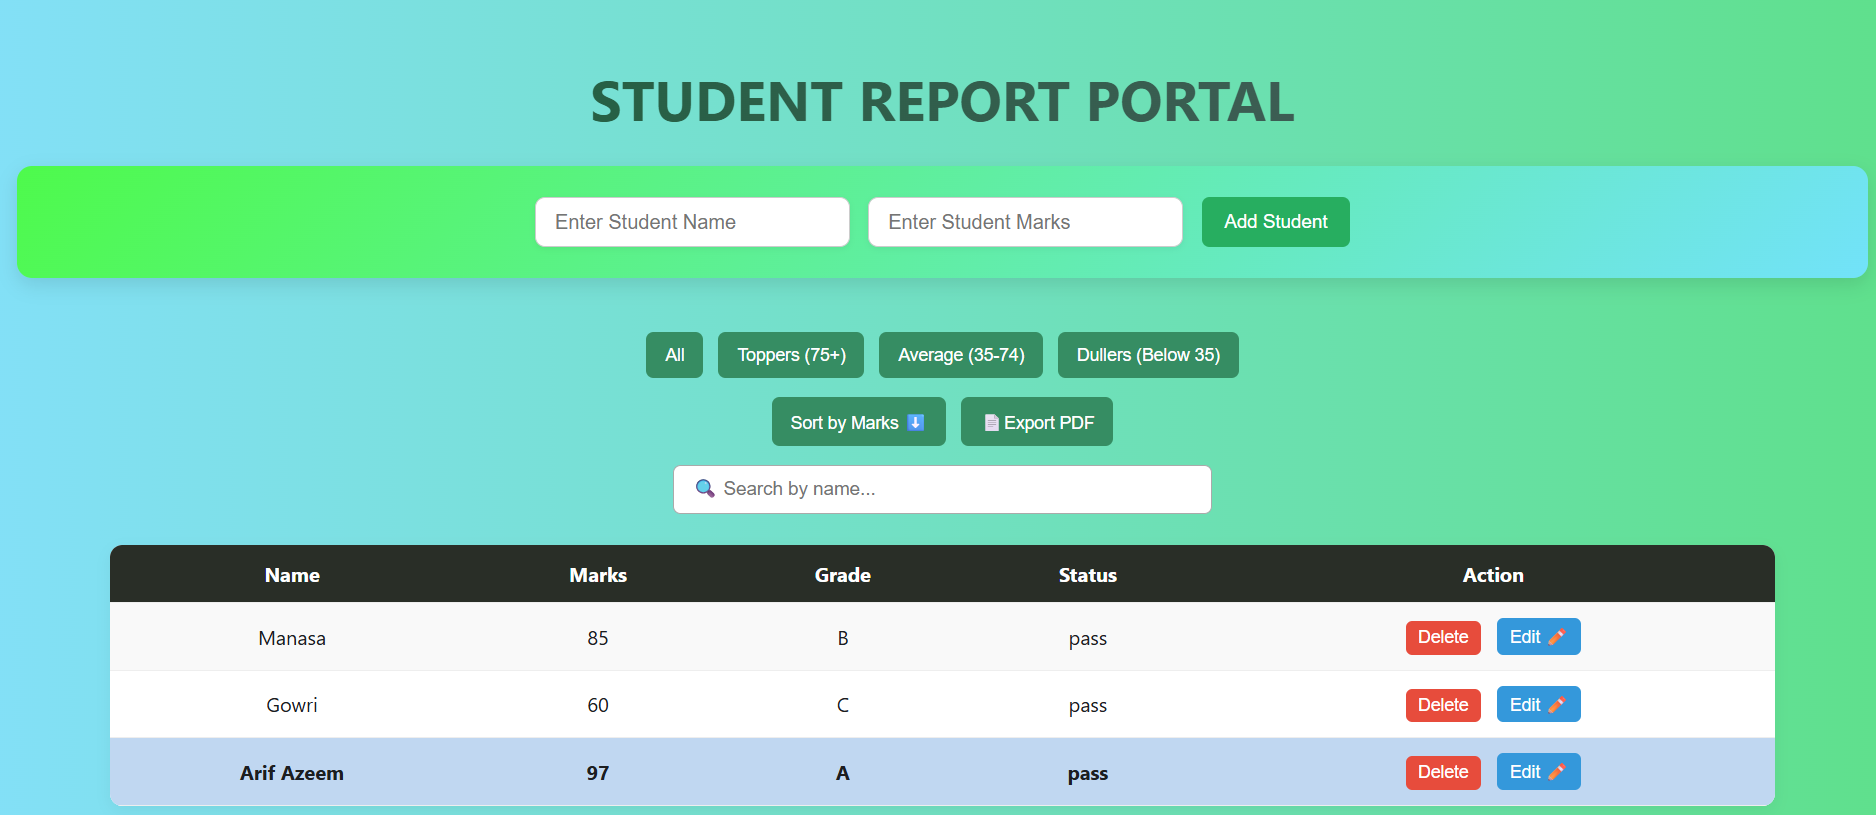 STUDENT REPORT PORTAL
Enter Student Name Enter Student Marks Add Student
All Toppers (75+) Average (35-74) Dullers (Below 35)
Sort by Marks ⬇️ 📄Export PDF
🔍 Search by name...
Name Marks Grade Status Action
Manasa 85 B pass Delete Edit
Gowri 60 C pass Delete Edit
Arif Azeem 97 A pass Delete Edit